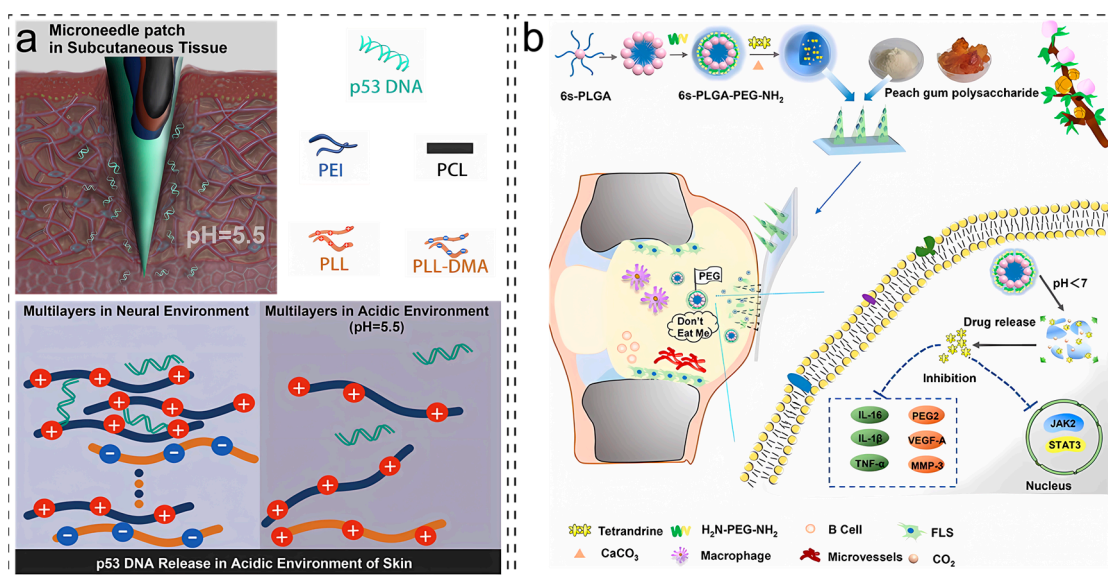 a
Microneedle patch
in Subcutaneous Tissue
pH=5.5
p53 DNA
PEI
PCL
PLL
PLL-DMA
Multilayers in Neural Environment
Multilayers in Acidic Environment
(pH=5.5)
p53 DNA Release in Acidic Environment of Skin
b
6s-PLGA
6s-PLGA-PEG-NH₂
Peach gum polysaccharide
PEG
Don't
Eat Me
pH<7
Drug release
Inhibition
IL-16
PEG2
IL-1β
VEGF-A
TNF-α
MMP-3
JAK2
STAT3
Nucleus
Tetrandrine
H₂N-PEG-NH₂
B Cell
FLS
CaCO₃
Macrophage
Microvessels
CO₂